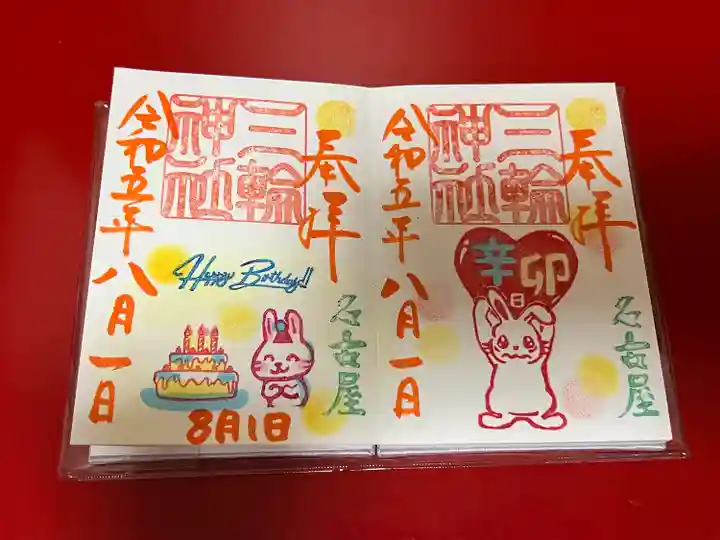 奉拝
三輪
神社
令和五年八月一日
名古屋
辛卯
日
奉拝
三輪
神社
令和五年八月一日
名古屋
Happy Birthday!!
8月1日